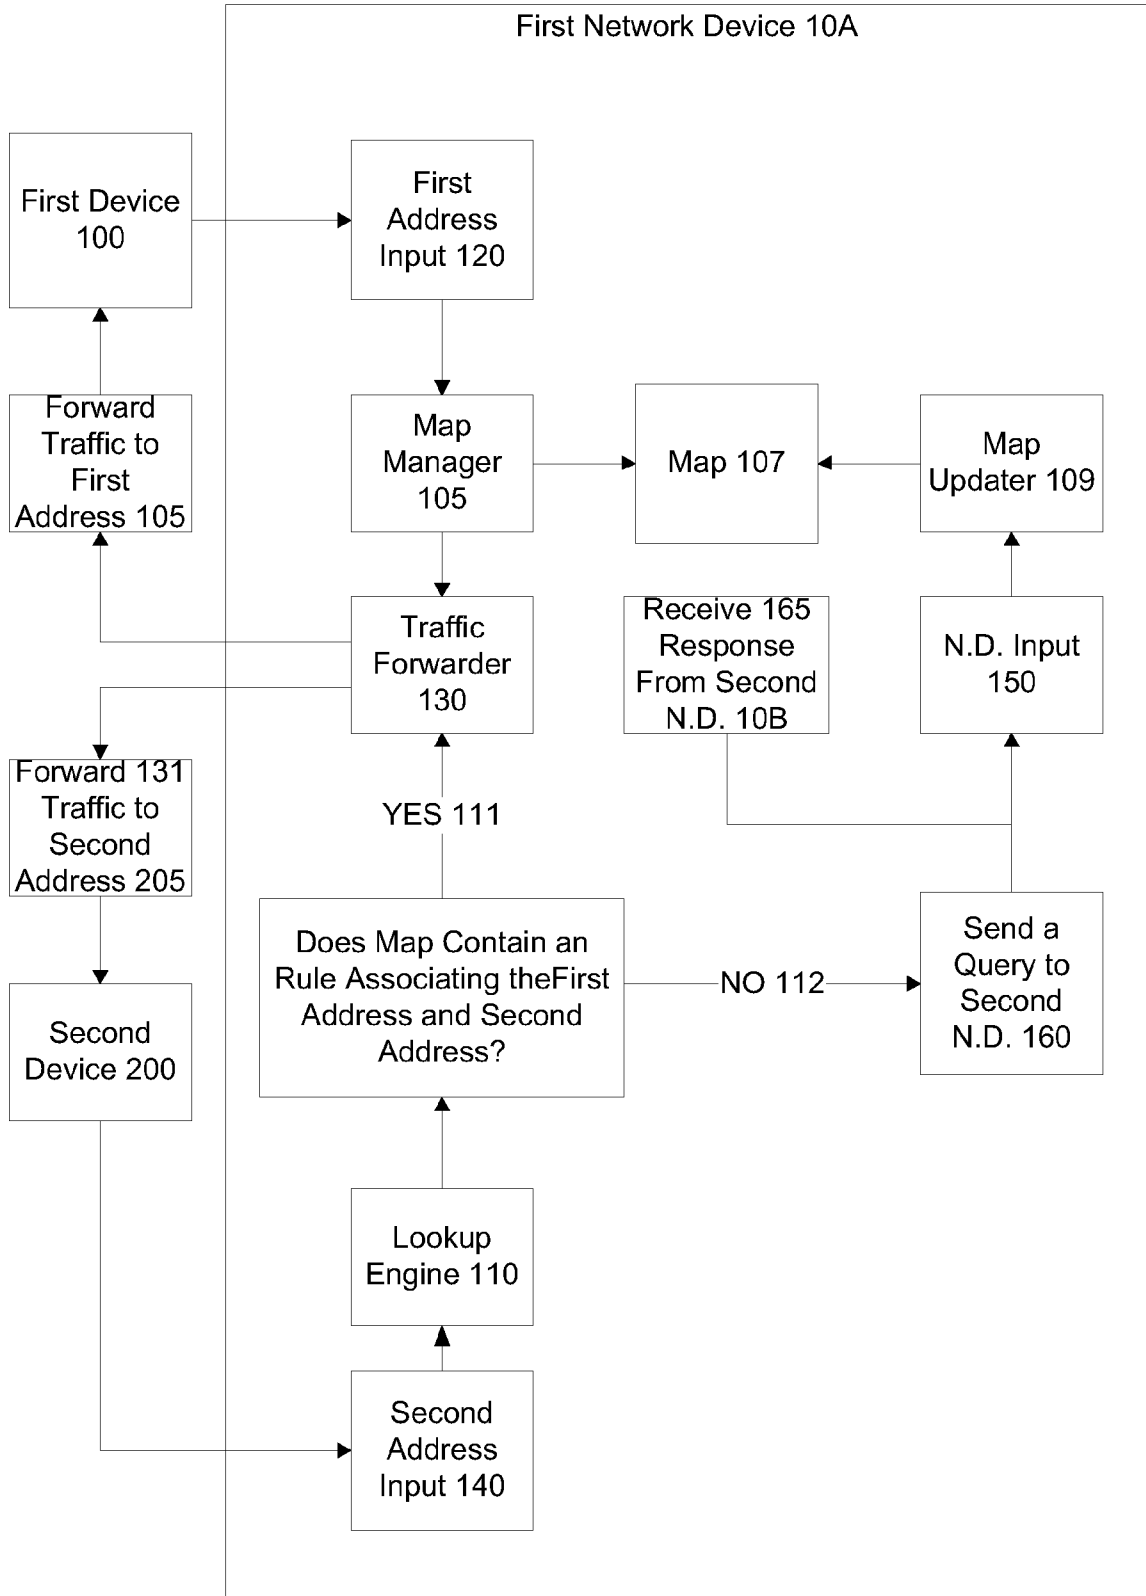 First Network Device 10A
First Device
100
First
Address
Input 120
Forward
Traffic to
First
Address 105
Map
Manager
105
Map 107
Map
Updater 109
Traffic
Forwarder
130
Receive 165
Response
From Second
N.D. 10B
N.D. Input
150
Forward 131
Traffic to
Second
Address 205
YES 111
Does Map Contain an
Rule Associating theFirst
Address and Second
Address?
NO 112
Send a
Query to
Second
N.D. 160
Second
Device 200
Lookup
Engine 110
Second
Address
Input 140